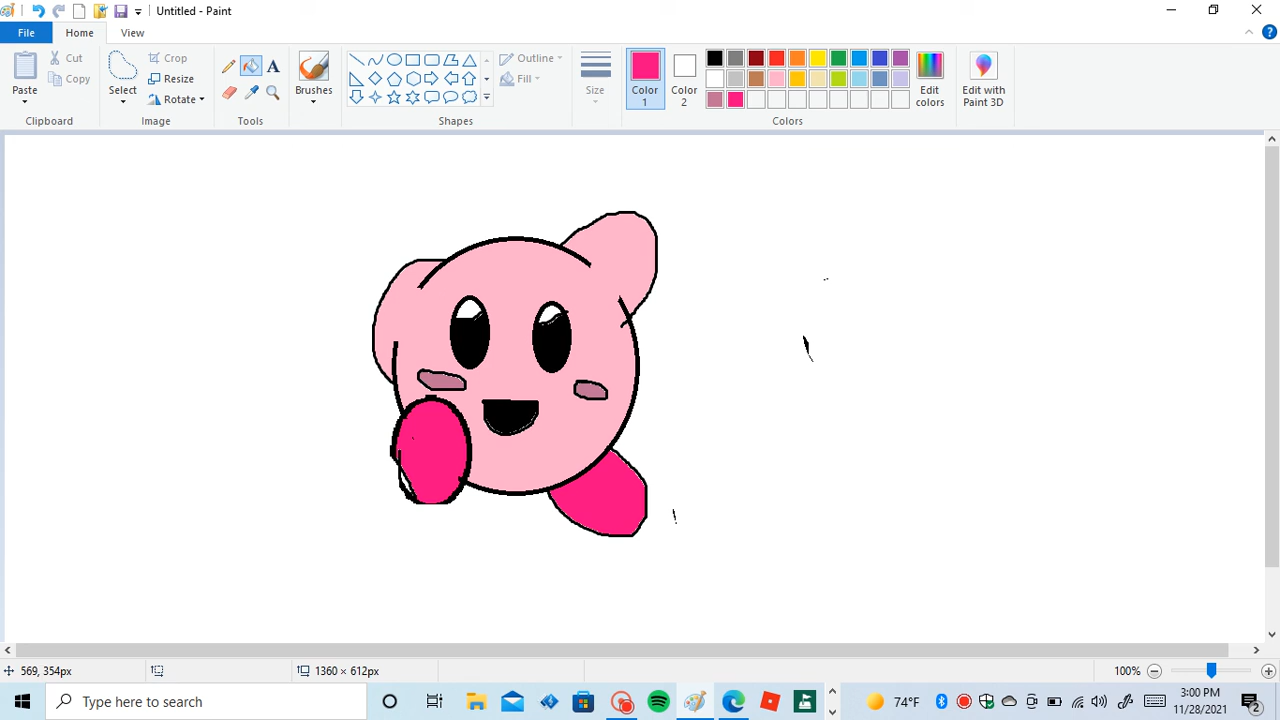 Untitled - Paint
File
Home
View
Paste
Cut
Copy
Clipboard
Select
Crop
Resize
Rotate
Image
A
Tools
Brushes
Outline
Fill
Shapes
Size
Color 1
Color 2
Edit colors
Colors
Edit with Paint 3D
569, 354px
1360 × 612px
100%
Type here to search
74°F
3:00 PM
11/28/2021
2